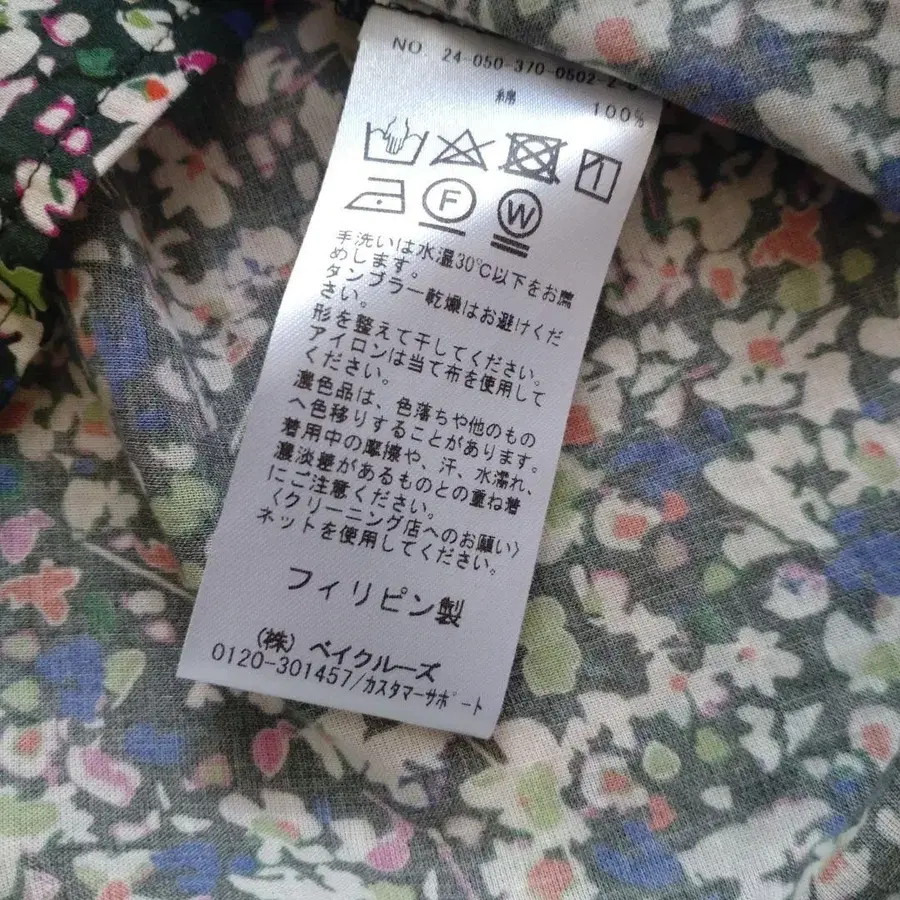 NO. 24-050-370-0502-2-0
綿 100%
F W
手洗いは水温30℃以下をお薦
めします。
タンブラー乾燥はお避けくだ
さい。
形を整えて干してください。
アイロンは当て布を使用して
ください。
濃色品は、色落ちや他のもの
へ色移りすることがあります。
着用中の摩擦や、汗、水濡れ、
濃淡差があるものとの重ね着
にご注意ください。
〈クリーニング店へのお願い〉
ネットを使用してください。
フィリピン製
(株) ベイクルーズ
0120-301457/カスタマーサポート